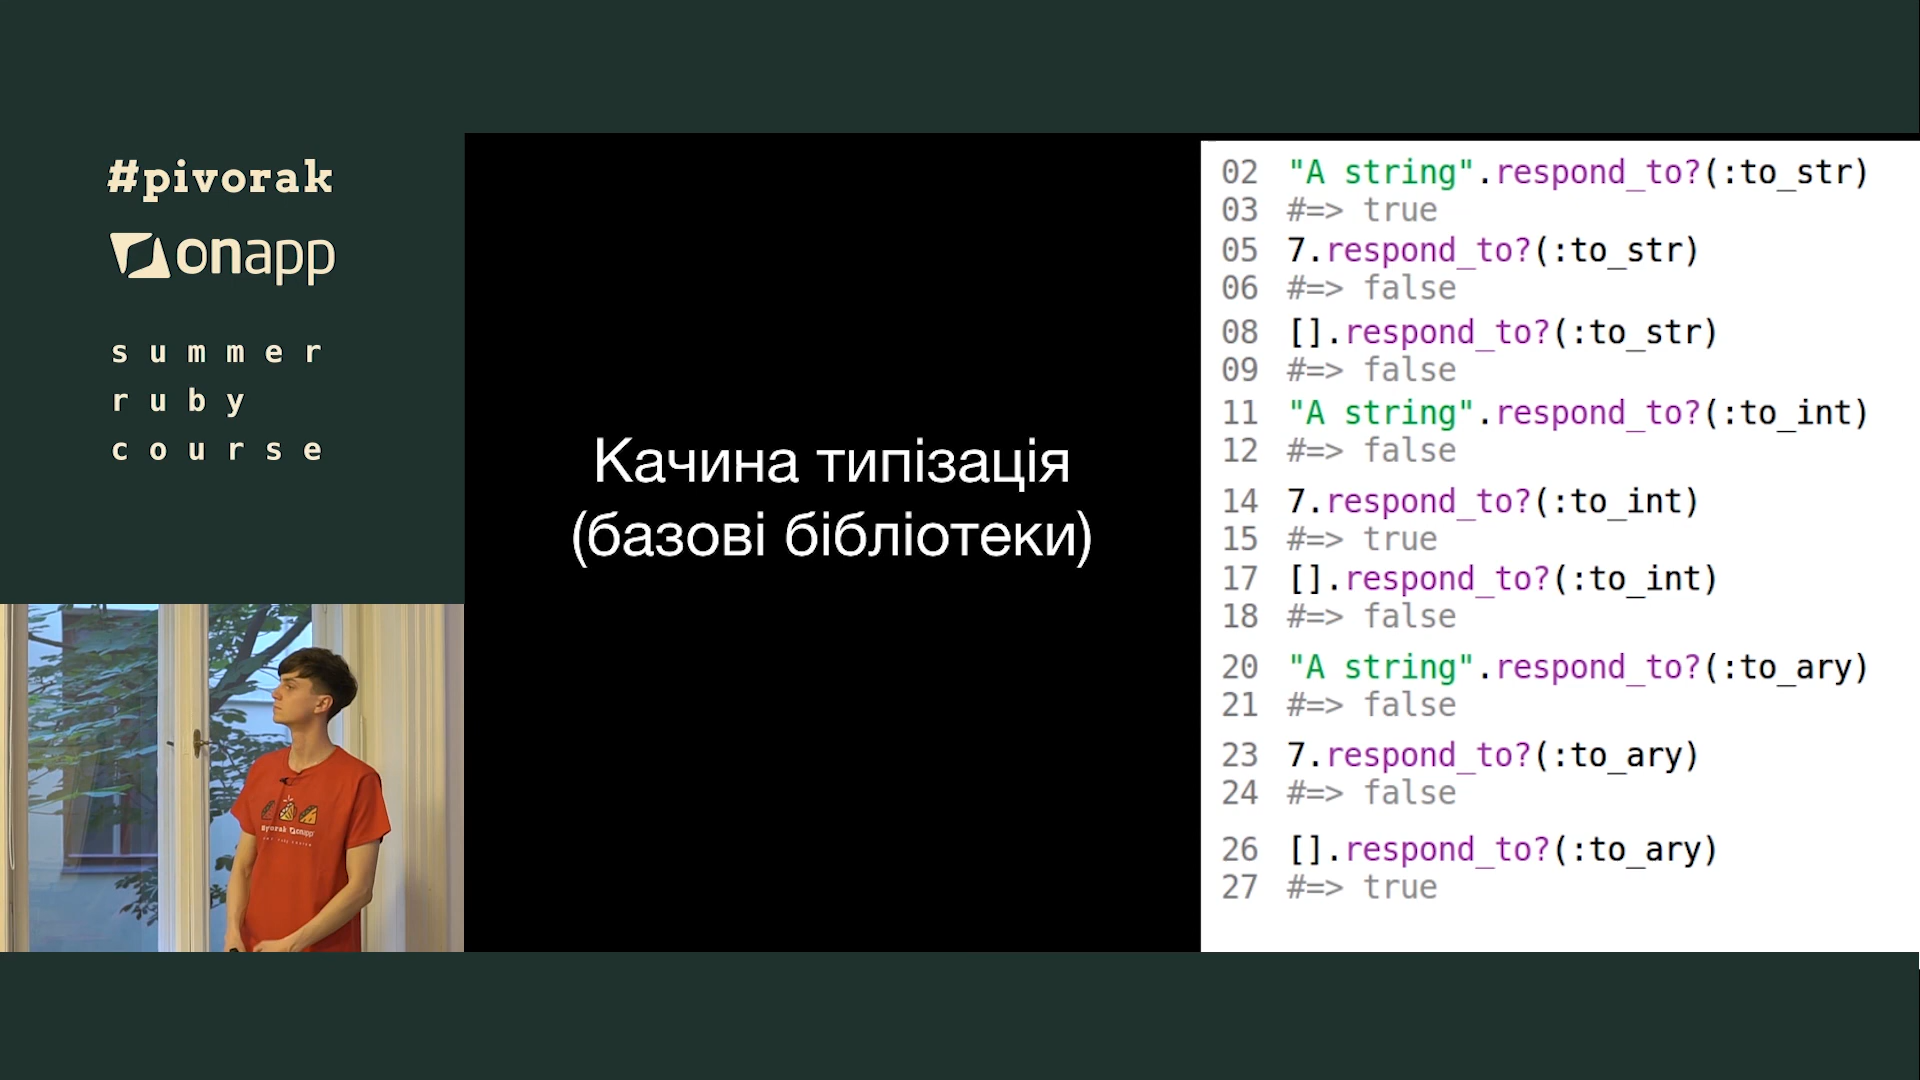 #pivorak
onapp
summer
ruby
course
Качина типізація
(базові бібліотеки)
02 "A string".respond_to?(:to_str)
03 #=> true
05 7.respond_to?(:to_str)
06 #=> false
08 [].respond_to?(:to_str)
09 #=> false
11 "A string".respond_to?(:to_int)
12 #=> false
14 7.respond_to?(:to_int)
15 #=> true
17 [].respond_to?(:to_int)
18 #=> false
20 "A string".respond_to?(:to_ary)
21 #=> false
23 7.respond_to?(:to_ary)
24 #=> false
26 [].respond_to?(:to_ary)
27 #=> true